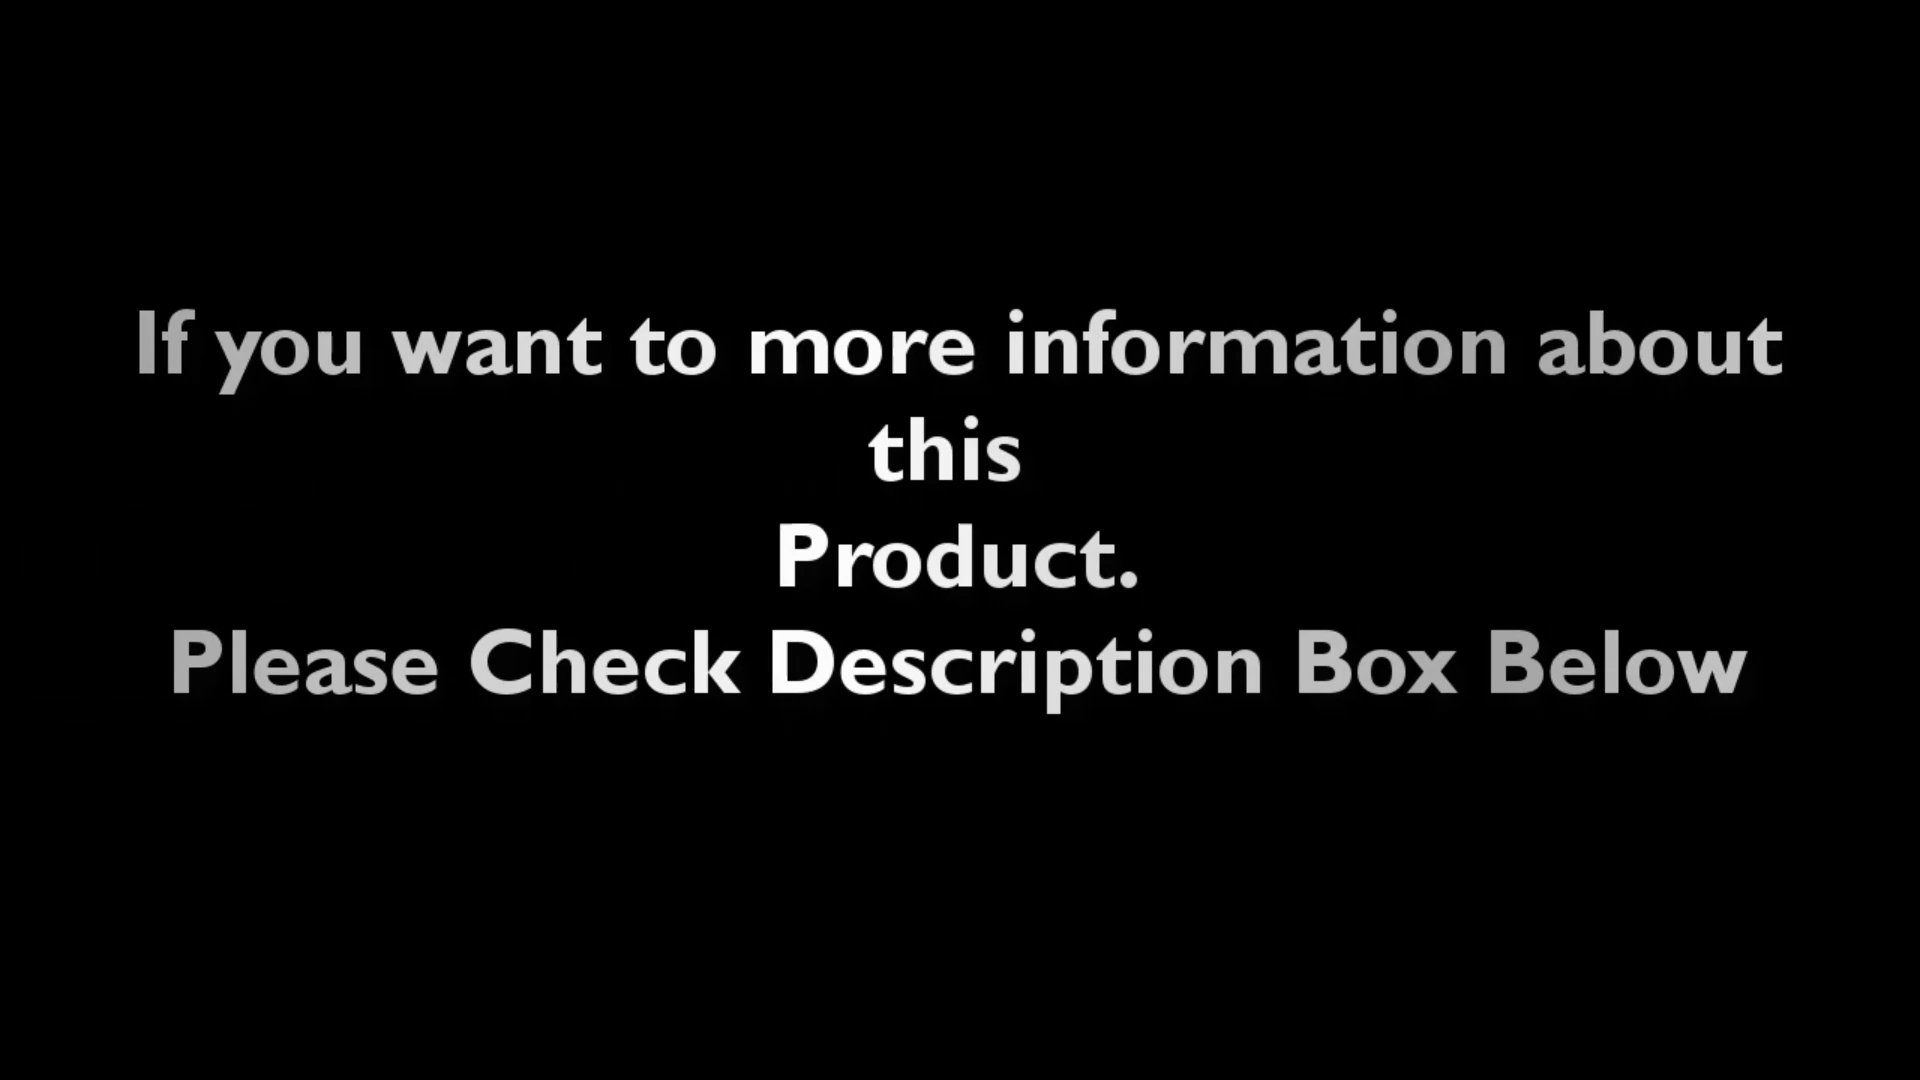 If you want to more information about
this
Product.
Please Check Description Box Below